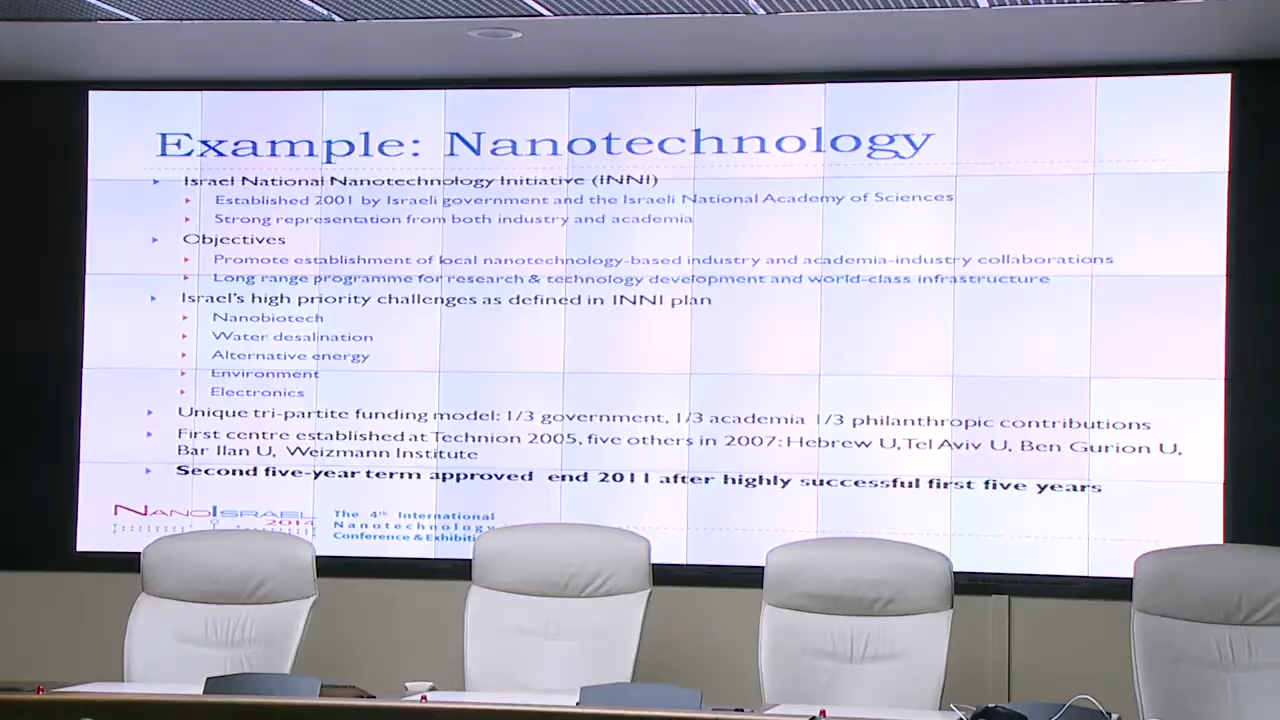 Example: Nanotechnology
Israel National Nanotechnology Initiative (INNI)
Established 2001 by Israeli government and the Israeli National Academy of Sciences
Strong representation from both industry and academia
Objectives
Promote establishment of local nanotechnology-based industry and academia-industry collaborations
Long range programme for research & technology development and world-class infrastructure
Israel's high priority challenges as defined in INNI plan
Nanobiotech
Water desalination
Alternative energy
Environment
Electronics
Unique tri-partite funding model: 1/3 government, 1/3 academia 1/3 philanthropic contributions
First centre established at Technion 2005, five others in 2007: Hebrew U, Tel Aviv U, Ben Gurion U,
Bar Ilan U, Weizmann Institute
Second five-year term approved end 2011 after highly successful first five years
NANOISRAEL
2014
The 4th International
Nanotechnology
Conference &